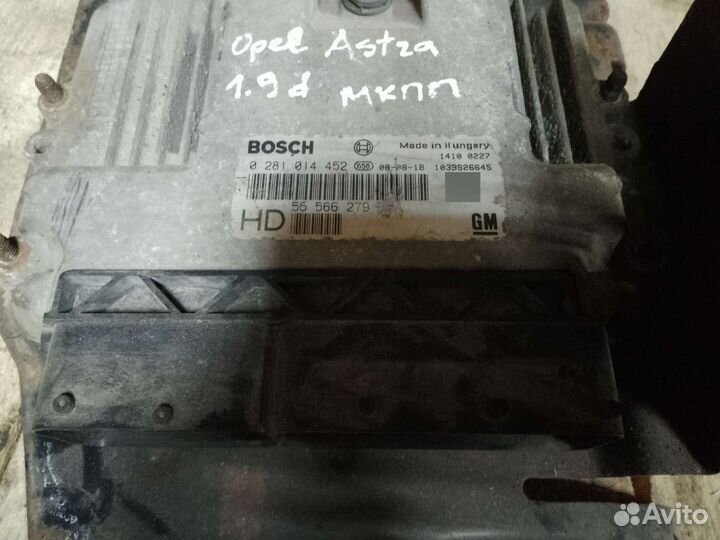 Opel Astra
1.9d МКПП
BOSCH Made in Hungary
1410 0227
0 281 014 452 658 08-08-18 1039S26645
55 566 279
HD GM
Avito